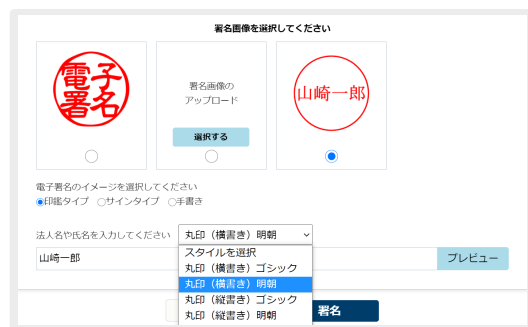 署名画像を選択してください
電子
署名
署名画像の
アップロード
選択する
山崎一郎
電子署名のイメージを選択してください
印鑑タイプ サインタイプ 手書き
法人名や氏名を入力してください 丸印（横書き）明朝
山崎一郎 プレビュー
スタイルを選択
丸印（横書き）ゴシック
丸印（横書き）明朝
丸印（縦書き）ゴシック
丸印（縦書き）明朝
署名